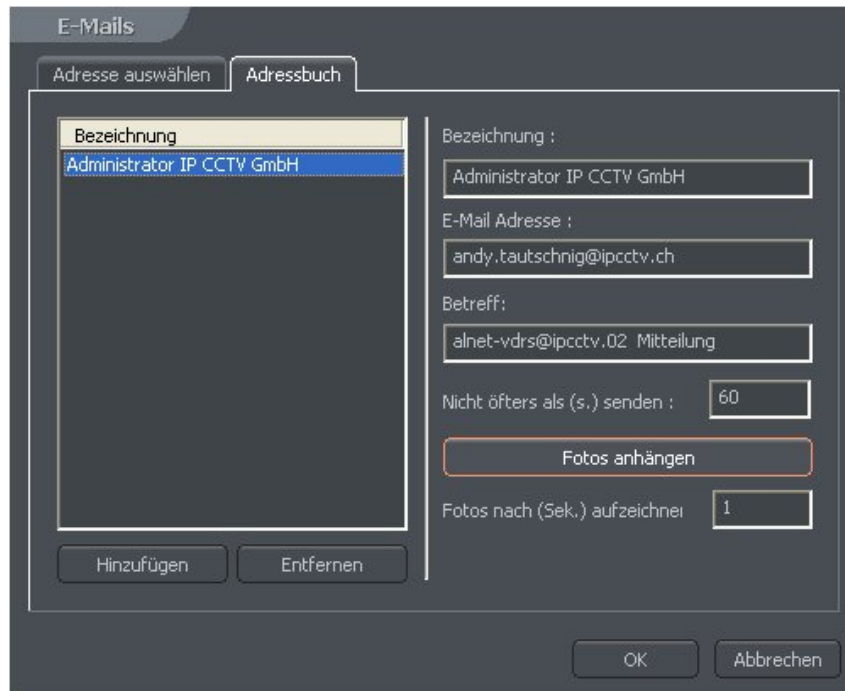 E-Mails
Adresse auswählen
Adressbuch
Bezeichnung
Administrator IP CCTV GmbH
Hinzufügen
Entfernen
Bezeichnung :
Administrator IP CCTV GmbH
E-Mail Adresse :
andy.tautschnig@ipcctv.ch
Betreff:
alnet-vdrs@ipcctv.02 Mitteilung
Nicht öfters als (s.) senden :
60
Fotos anhängen
Fotos nach (Sek.) aufzeichner
1
OK
Abbrechen